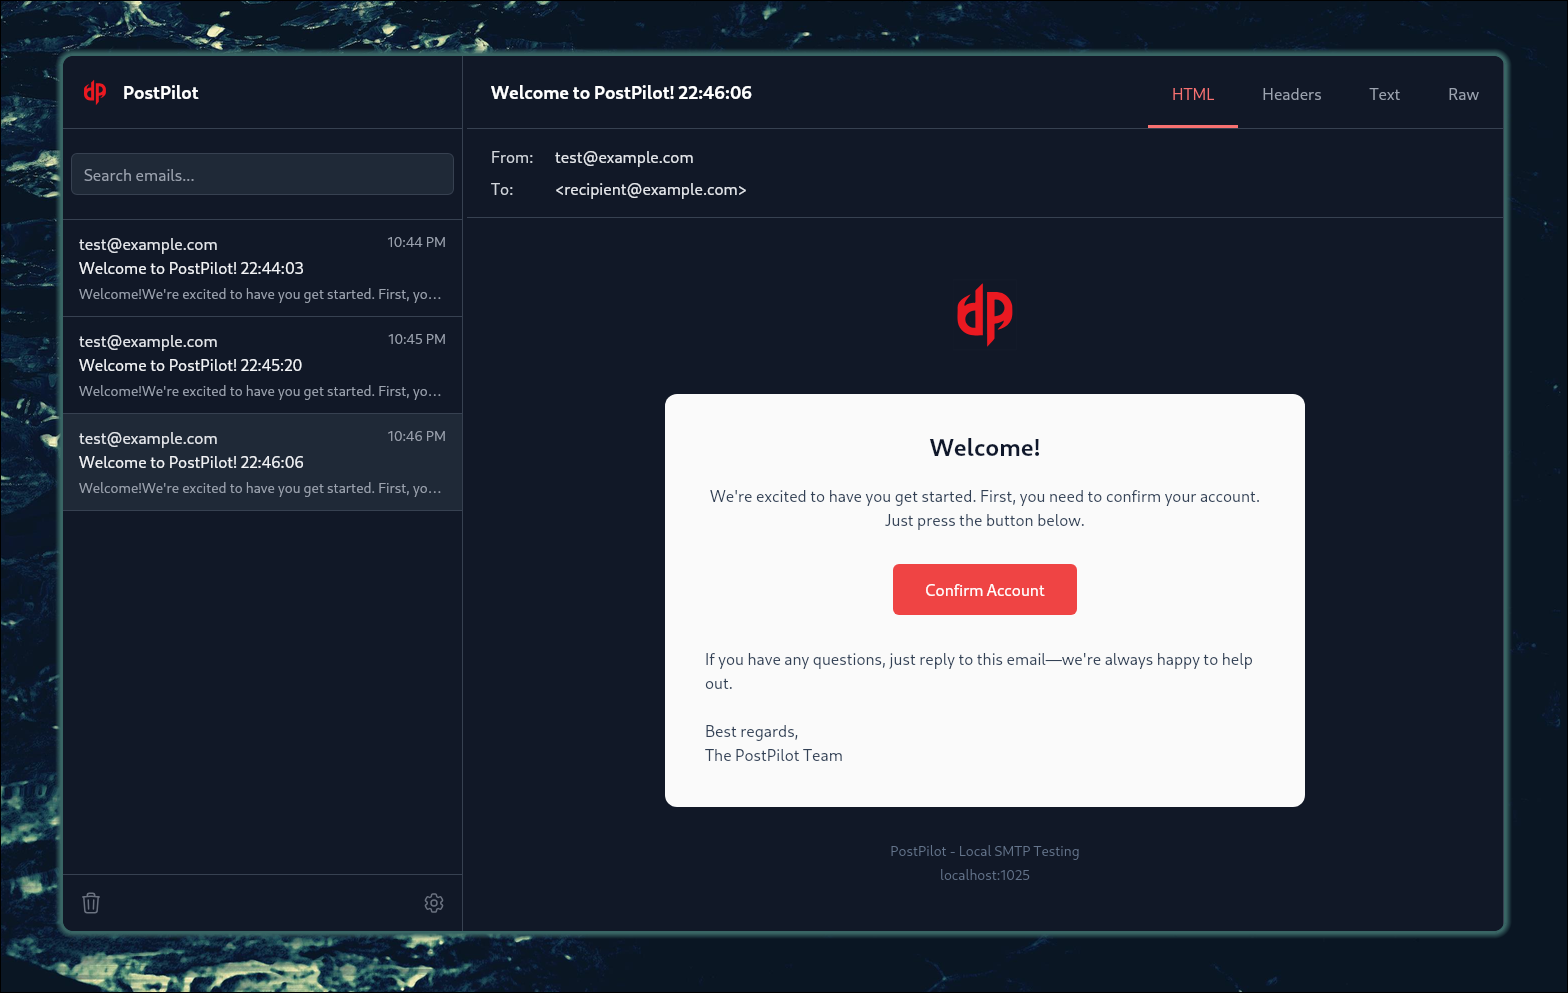 PostPilot
Search emails...
test@example.com 10:44 PM
Welcome to PostPilot! 22:44:03
Welcome!We're excited to have you get started. First, yo...
test@example.com 10:45 PM
Welcome to PostPilot! 22:45:20
Welcome!We're excited to have you get started. First, yo...
test@example.com 10:46 PM
Welcome to PostPilot! 22:46:06
Welcome!We're excited to have you get started. First, yo...
Welcome to PostPilot! 22:46:06
HTML Headers Text Raw
From: test@example.com
To: <recipient@example.com>
Welcome!
We're excited to have you get started. First, you need to confirm your account.
Just press the button below.
Confirm Account
If you have any questions, just reply to this email—we're always happy to help
out.
Best regards,
The PostPilot Team
PostPilot - Local SMTP Testing
localhost:1025